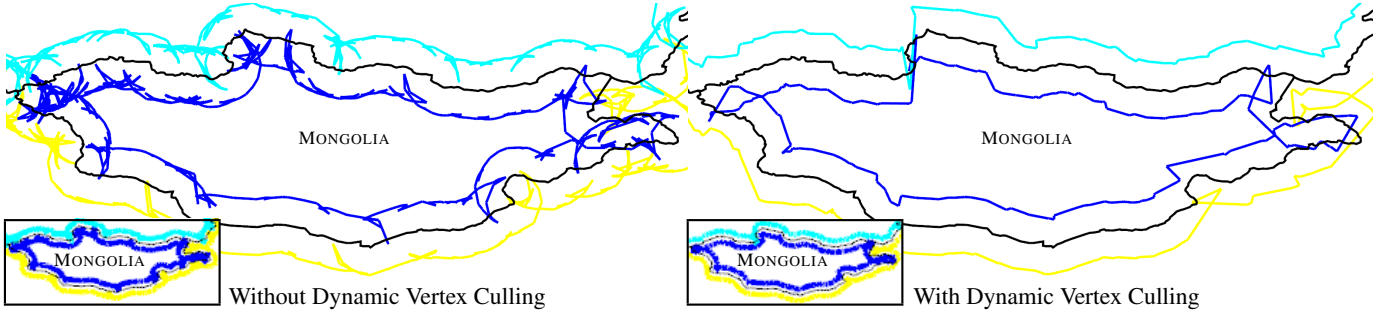 MONGOLIA
MONGOLIA
MONGOLIA
Without Dynamic Vertex Culling
MONGOLIA
With Dynamic Vertex Culling